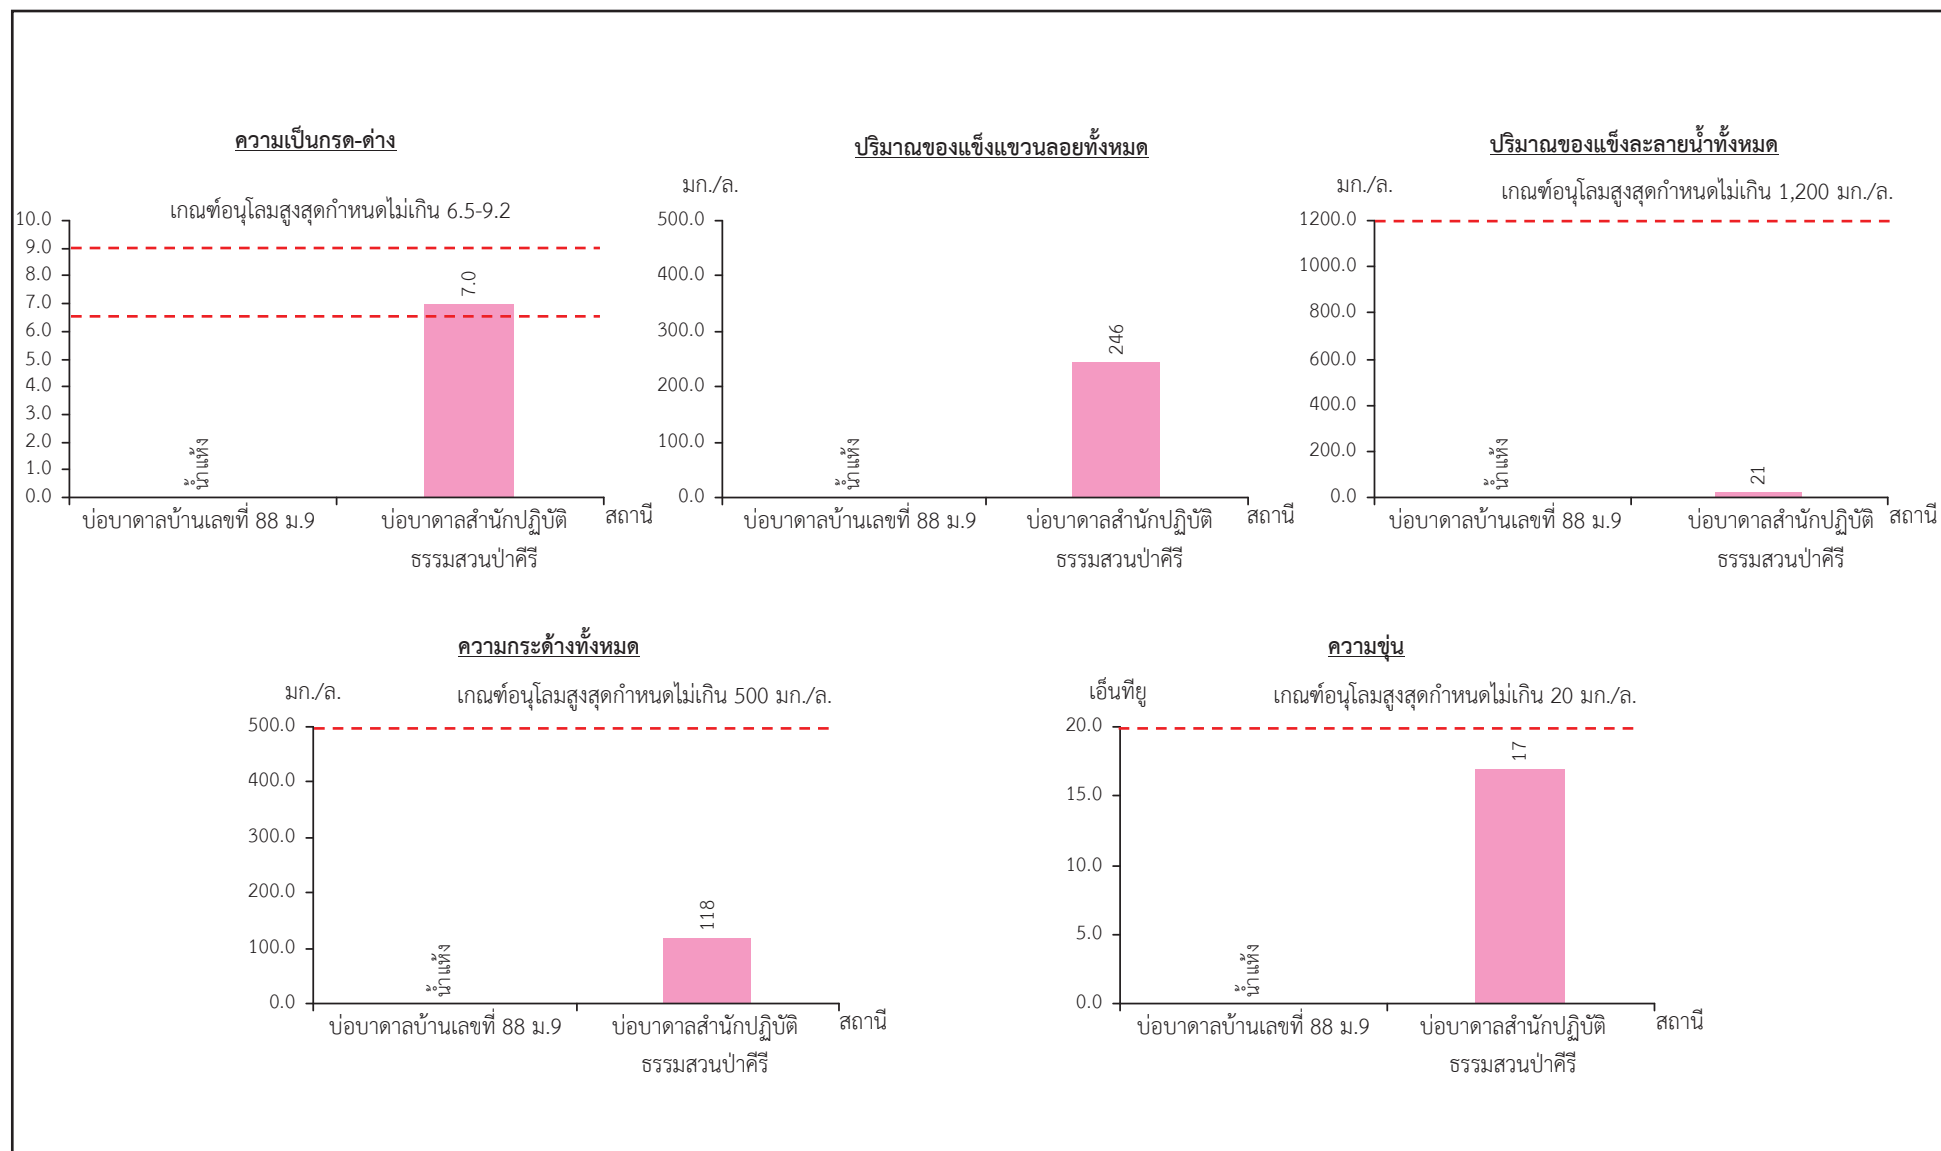 ความเป็นกรด-ด่าง
เกณฑ์อนุโลมสูงสุดกำหนดไม่เกิน 6.5-9.2
10.0
9.0
8.0
7.0
6.0
5.0
4.0
3.0
2.0
1.0
0.0
น้ำแห้ง
7.0
บ่อบาดาลบ้านเลขที่ 88 ม.9
บ่อบาดาลสำนักปฏิบัติ
ธรรมสวนป่าคีรี
สถานี
ปริมาณของแข็งแขวนลอยทั้งหมด
มก./ล.
500.0
400.0
300.0
200.0
100.0
0.0
น้ำแห้ง
246
บ่อบาดาลบ้านเลขที่ 88 ม.9
บ่อบาดาลสำนักปฏิบัติ
ธรรมสวนป่าคีรี
สถานี
ปริมาณของแข็งละลายน้ำทั้งหมด
มก./ล.
เกณฑ์อนุโลมสูงสุดกำหนดไม่เกิน 1,200 มก./ล.
1200.0
1000.0
800.0
600.0
400.0
200.0
0.0
น้ำแห้ง
21
บ่อบาดาลบ้านเลขที่ 88 ม.9
บ่อบาดาลสำนักปฏิบัติ
ธรรมสวนป่าคีรี
สถานี
ความกระด้างทั้งหมด
มก./ล.
เกณฑ์อนุโลมสูงสุดกำหนดไม่เกิน 500 มก./ล.
500.0
400.0
300.0
200.0
100.0
0.0
น้ำแห้ง
118
บ่อบาดาลบ้านเลขที่ 88 ม.9
บ่อบาดาลสำนักปฏิบัติ
ธรรมสวนป่าคีรี
สถานี
ความขุ่น
เอ็นทียู
เกณฑ์อนุโลมสูงสุดกำหนดไม่เกิน 20 มก./ล.
20.0
15.0
10.0
5.0
0.0
น้ำแห้ง
17
บ่อบาดาลบ้านเลขที่ 88 ม.9
บ่อบาดาลสำนักปฏิบัติ
ธรรมสวนป่าคีรี
สถานี